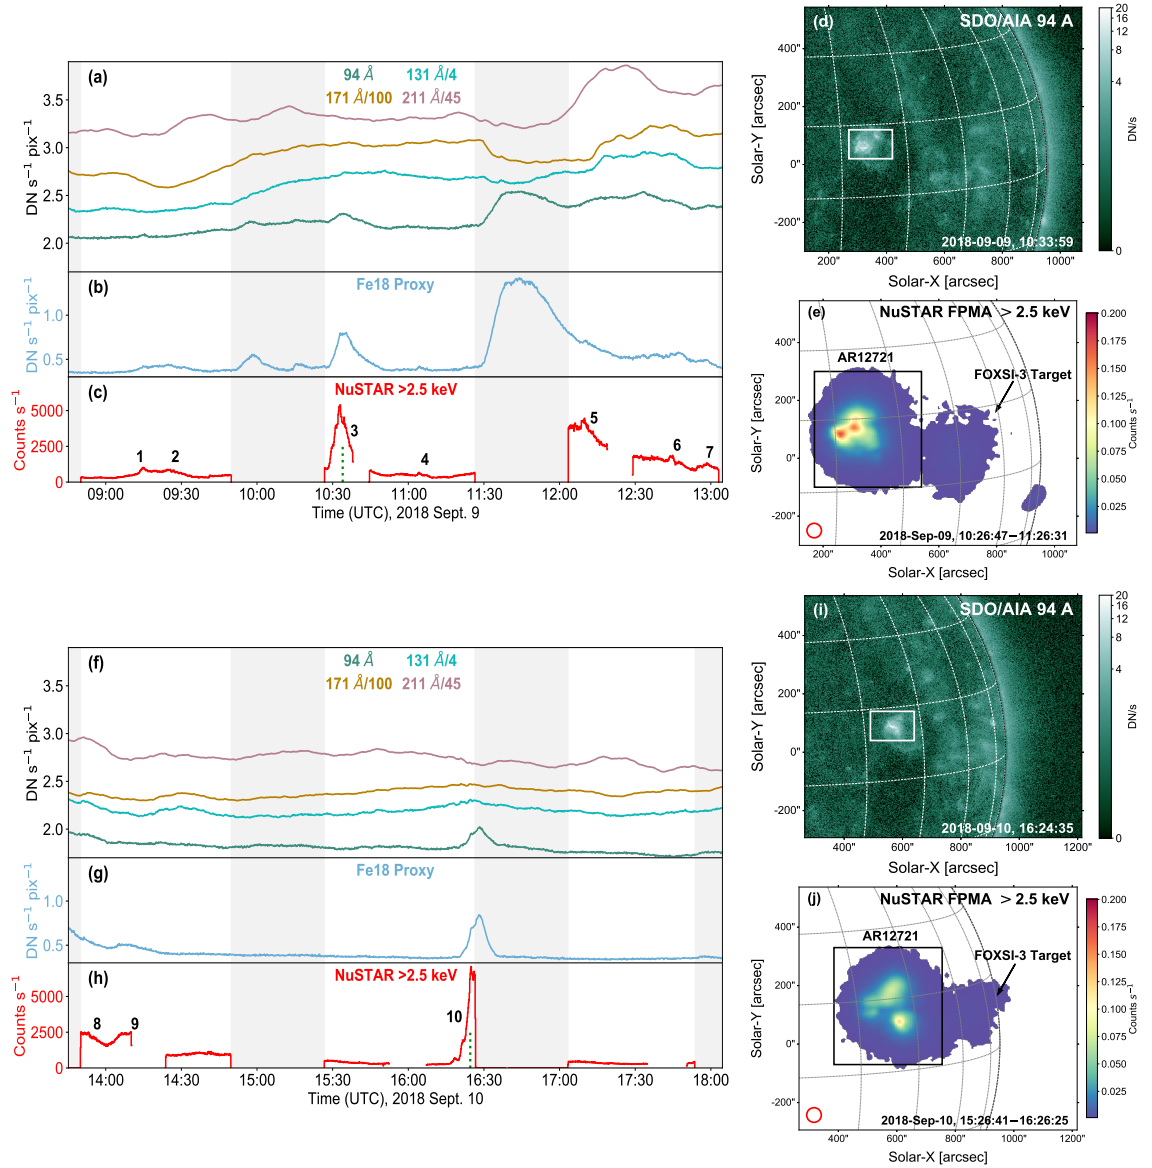 (a)
94 Å 131 Å/4
171 Å/100 211 Å/45
3.5
3.0
2.5
2.0
DN s⁻¹ pix⁻¹
(b)
Fe18 Proxy
1.0
0.5
DN s⁻¹ pix⁻¹
(c)
NuSTAR >2.5 keV
5000
2500
0
Counts s⁻¹
1 2 3 4 5 6 7
09:00 09:30 10:00 10:30 11:00 11:30 12:00 12:30 13:00
Time (UTC), 2018 Sept. 9
(d)
SDO/AIA 94 A
400"
200"
0"
-200"
Solar-Y [arcsec]
2018-09-09, 10:33:59
200" 400" 600" 800" 1000"
Solar-X [arcsec]
20
16
12
8
4
0
DN/s
(e)
NuSTAR FPMA > 2.5 keV
AR12721
FOXSI-3 Target
400"
200"
0"
-200"
Solar-Y [arcsec]
2018-Sep-09, 10:26:47−11:26:31
200" 400" 600" 800" 1000"
Solar-X [arcsec]
0.200
0.175
0.150
0.125
0.100
0.075
0.050
0.025
Counts s⁻¹
(f)
94 Å 131 Å/4
171 Å/100 211 Å/45
3.5
3.0
2.5
2.0
DN s⁻¹ pix⁻¹
(g)
Fe18 Proxy
1.0
0.5
DN s⁻¹ pix⁻¹
(h)
NuSTAR >2.5 keV
5000
2500
0
Counts s⁻¹
8 9 10
14:00 14:30 15:00 15:30 16:00 16:30 17:00 17:30 18:00
Time (UTC), 2018 Sept. 10
(i)
SDO/AIA 94 A
400"
200"
0"
-200"
Solar-Y [arcsec]
2018-09-10, 16:24:35
400" 600" 800" 1000" 1200"
Solar-X [arcsec]
20
16
12
8
4
0
DN/s
(j)
NuSTAR FPMA > 2.5 keV
AR12721
FOXSI-3 Target
400"
200"
0"
-200"
Solar-Y [arcsec]
2018-Sep-10, 15:26:41−16:26:25
400" 600" 800" 1000" 1200"
Solar-X [arcsec]
0.200
0.175
0.150
0.125
0.100
0.075
0.050
0.025
Counts s⁻¹